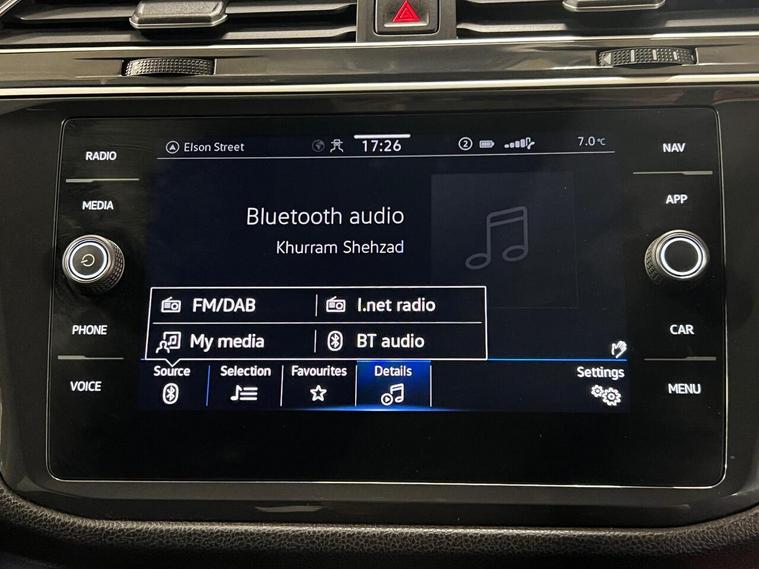 RADIO
MEDIA
PHONE
VOICE
Elson Street
17:26
2
7.0°C
Bluetooth audio
Khurram Shehzad
FM/DAB
I.net radio
My media
BT audio
Source
Selection
Favourites
Details
Settings
NAV
APP
CAR
MENU